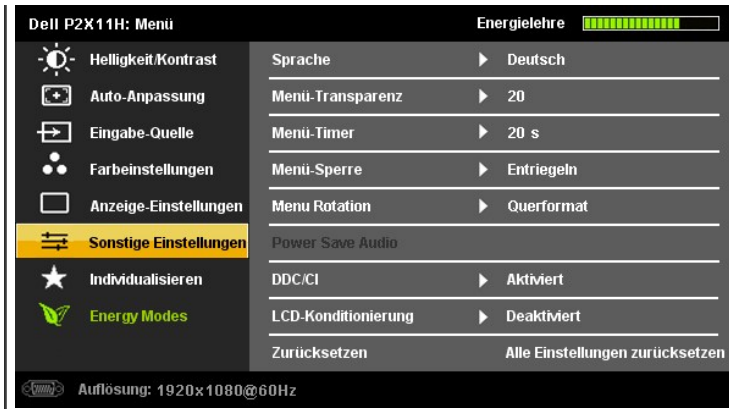 Dell P2X11H: Menü Energielehre
Helligkeit/Kontrast Sprache Deutsch
Auto-Anpassung Menü-Transparenz 20
Eingabe-Quelle Menü-Timer 20 s
Farbeinstellungen Menü-Sperre Entriegeln
Anzeige-Einstellungen Menu Rotation Querformat
Sonstige Einstellungen Power Save Audio
Individualisieren DDC/CI Aktiviert
Energy Modes LCD-Konditionierung Deaktiviert
Zurücksetzen Alle Einstellungen zurücksetzen
Auflösung: 1920x1080@60Hz